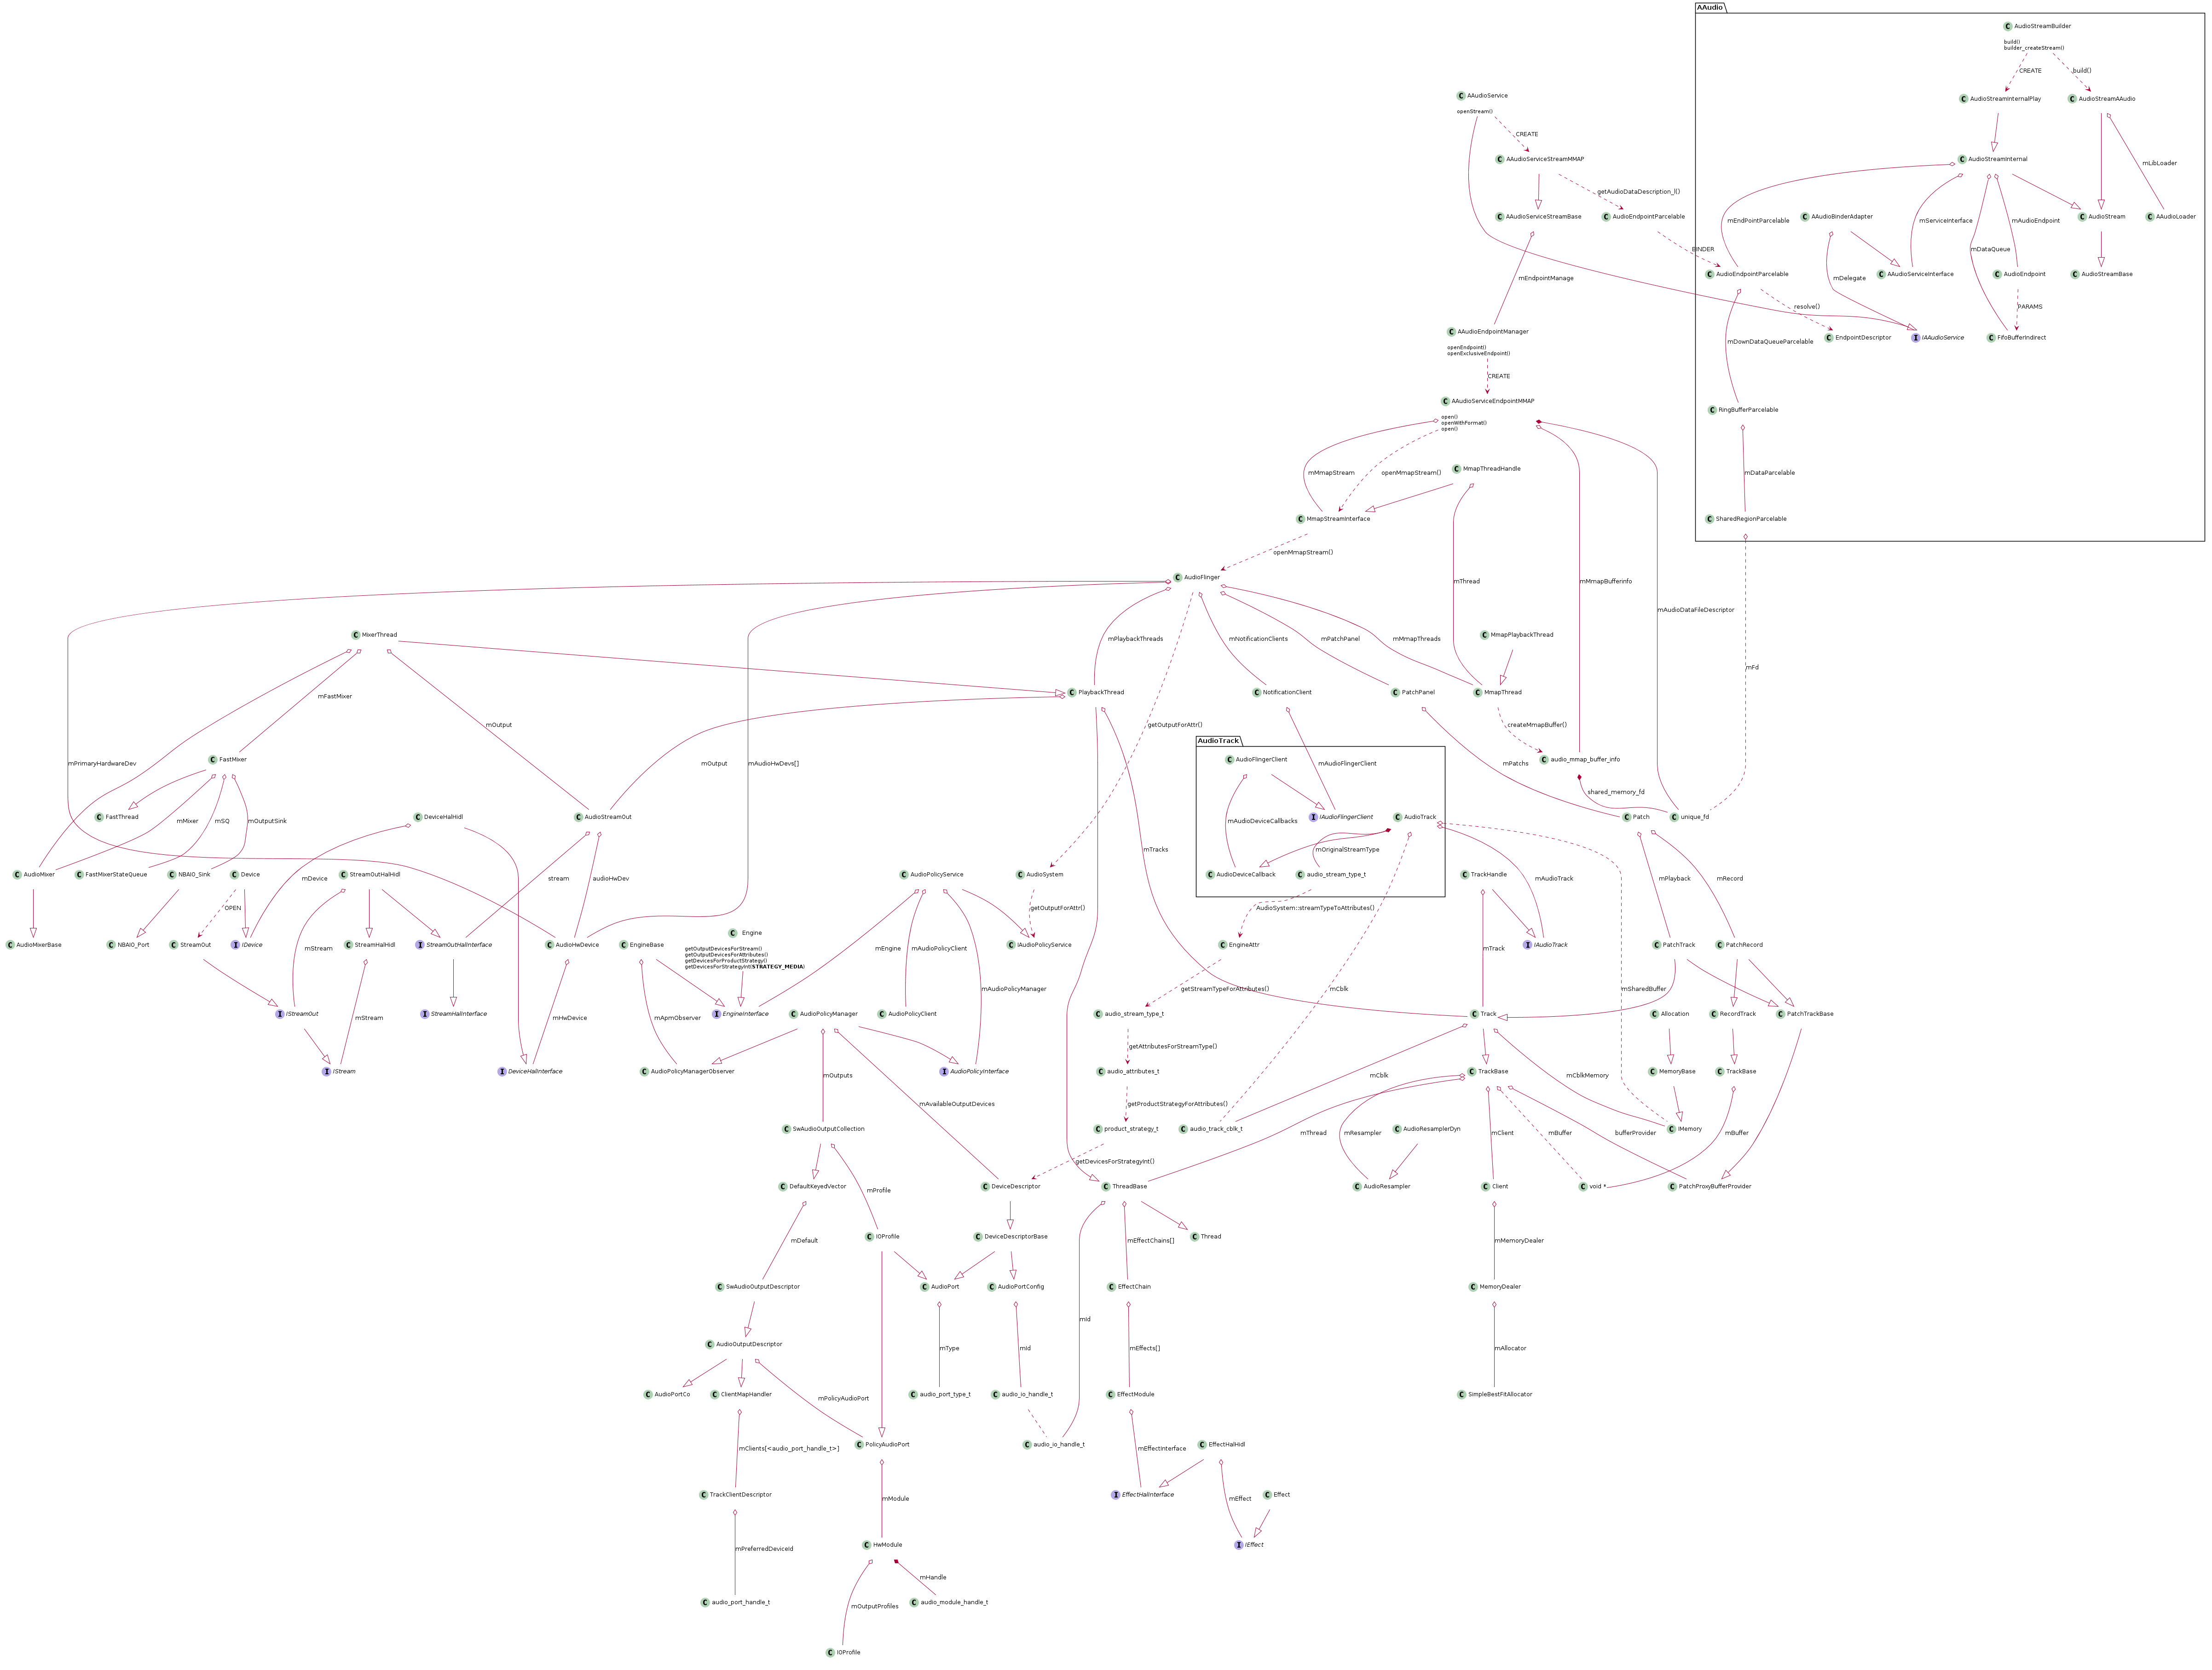 AAudio
AudioStreamBuilder
build()
builder_createStream()
CREATE
build()
AAudioService
openStream()
AudioStreamInternalPlay
AudioStreamAAudio
CREATE
AAudioServiceStreamMMAP
AudioStreamInternal
mLibLoader
getAudioDataDescription_l()
AAudioServiceStreamBase
AudioEndpointParcelable
mEndPointParcelable
AAudioBinderAdapter
mServiceInterface
mAudioEndpoint
AudioStream
AAudioLoader
BINDER
mDataQueue
mEndpointManage
AudioEndpointParcelable
mDelegate
AAudioServiceInterface
AudioEndpoint
AudioStreamBase
resolve()
PARAMS
AAudioEndpointManager
openEndpoint()
openExclusiveEndpoint()
mDownDataQueueParcelable
EndpointDescriptor
IAAudioService
FifoBufferIndirect
CREATE
AAudioServiceEndpointMMAP
open()
openWithFormat()
open()
RingBufferParcelable
mMmapStream
openMmapStream()
MmapThreadHandle
mDataParcelable
MmapStreamInterface
SharedRegionParcelable
openMmapStream()
AudioFlinger
mThread
mMmapBufferinfo
mAudioDataFileDescriptor
MixerThread
mPlaybackThreads
mNotificationClients
mPatchPanel
mMmapThreads
MmapPlaybackThread
mFd
mFastMixer
PlaybackThread
NotificationClient
PatchPanel
MmapThread
mOutput
getOutputForAttr()
createMmapBuffer()
AudioTrack
mPrimaryHardwareDev
FastMixer
mOutput
mAudioHwDevs[]
AudioFlingerClient
mAudioFlingerClient
mPatchs
audio_mmap_buffer_info
shared_memory_fd
FastThread
mMixer
mSQ
mOutputSink
DeviceHalHidl
AudioStreamOut
mAudioDeviceCallbacks
IAudioFlingerClient
AudioTrack
Patch
unique_fd
mTracks
mOriginalStreamType
AudioMixer
FastMixerStateQueue
NBAIO_Sink
Device
mDevice
StreamOutHalHidl
stream
audioHwDev
AudioPolicyService
AudioSystem
AudioDeviceCallback
audio_stream_type_t
TrackHandle
mAudioTrack
mPlayback
mRecord
OPEN
getOutputForAttr()
AudioSystem::streamTypeToAttributes()
AudioMixerBase
NBAIO_Port
StreamOut
IDevice
mStream
StreamHalHidl
StreamOutHalInterface
AudioHwDevice
EngineBase
Engine
getOutputDevicesForStream()
getOutputDevicesForAttributes()
getDevicesForProductStrategy()
getDevicesForStrategyInt(STRATEGY_MEDIA)
mEngine
mAudioPolicyClient
IAudioPolicyService
EngineAttr
mTrack
IAudioTrack
PatchTrack
PatchRecord
mAudioPolicyManager
getStreamTypeForAttributes()
mCblk
mSharedBuffer
IStreamOut
mStream
StreamHalInterface
mHwDevice
mApmObserver
EngineInterface
AudioPolicyManager
AudioPolicyClient
audio_stream_type_t
Track
Allocation
RecordTrack
PatchTrackBase
getAttributesForStreamType()
IStream
DeviceHalInterface
AudioPolicyManagerObserver
mOutputs
AudioPolicyInterface
audio_attributes_t
mCblk
TrackBase
mCblkMemory
MemoryBase
TrackBase
mAvailableOutputDevices
getProductStrategyForAttributes()
SwAudioOutputCollection
product_strategy_t
audio_track_cblk_t
mThread
mResampler
AudioResamplerDyn
mClient
mBuffer
bufferProvider
IMemory
mBuffer
getDevicesForStrategyInt()
DefaultKeyedVector
mProfile
DeviceDescriptor
ThreadBase
AudioResampler
Client
void *
PatchProxyBufferProvider
mDefault
IOProfile
DeviceDescriptorBase
mEffectChains[]
Thread
mMemoryDealer
SwAudioOutputDescriptor
AudioPort
AudioPortConfig
EffectChain
MemoryDealer
mId
AudioOutputDescriptor
mType
mId
mEffects[]
mAllocator
AudioPortCo
ClientMapHandler
mPolicyAudioPort
audio_port_type_t
audio_io_handle_t
EffectModule
SimpleBestFitAllocator
mClients[<audio_port_handle_t>]
PolicyAudioPort
audio_io_handle_t
mEffectInterface
EffectHalHidl
TrackClientDescriptor
mModule
EffectHalInterface
mEffect
Effect
mPreferredDeviceId
HwModule
IEffect
mHandle
audio_port_handle_t
mOutputProfiles
audio_module_handle_t
IOProfile